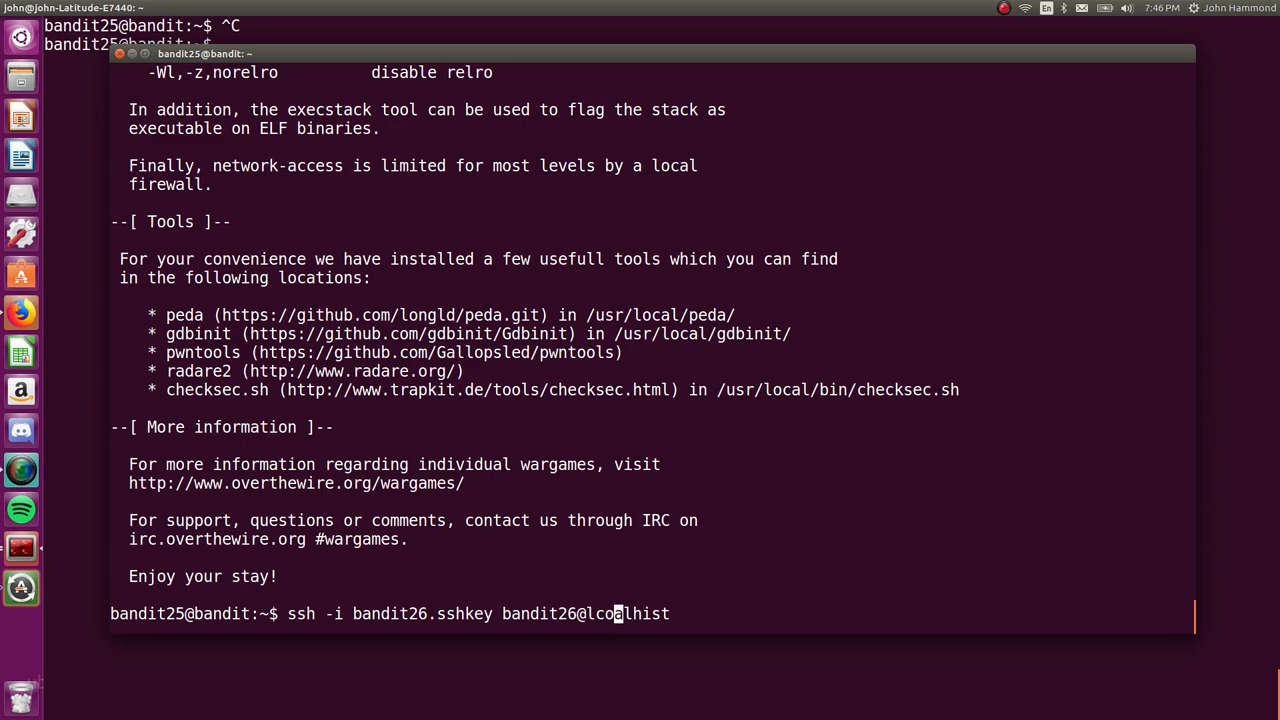 john@john-Latitude-E7440: ~
En
7:46 PM
John Hammond
bandit25@bandit:~$ ^C
bandit25@bandit:~$
bandit25@bandit: ~
-Wl,-z,norelro          disable relro
In addition, the execstack tool can be used to flag the stack as
executable on ELF binaries.
Finally, network-access is limited for most levels by a local
firewall.
--[ Tools ]--
For your convenience we have installed a few usefull tools which you can find
in the following locations:
* peda (https://github.com/longld/peda.git) in /usr/local/peda/
* gdbinit (https://github.com/gdbinit/Gdbinit) in /usr/local/gdbinit/
* pwntools (https://github.com/Gallopsled/pwntools)
* radare2 (http://www.radare.org/)
* checksec.sh (http://www.trapkit.de/tools/checksec.html) in /usr/local/bin/checksec.sh
--[ More information ]--
For more information regarding individual wargames, visit
http://www.overthewire.org/wargames/
For support, questions or comments, contact us through IRC on
irc.overthewire.org #wargames.
Enjoy your stay!
bandit25@bandit:~$ ssh -i bandit26.sshkey bandit26@lcoalhist